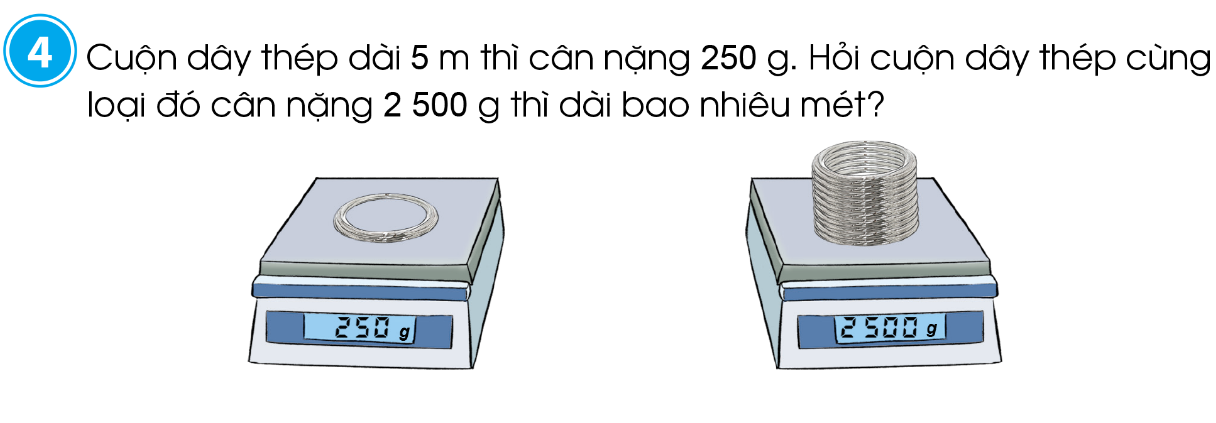 4
Cuộn dây thép dài 5 m thì cân nặng 250 g. Hỏi cuộn dây thép cùng
loại đó cân nặng 2 500 g thì dài bao nhiêu mét?
250 g
2 500 g